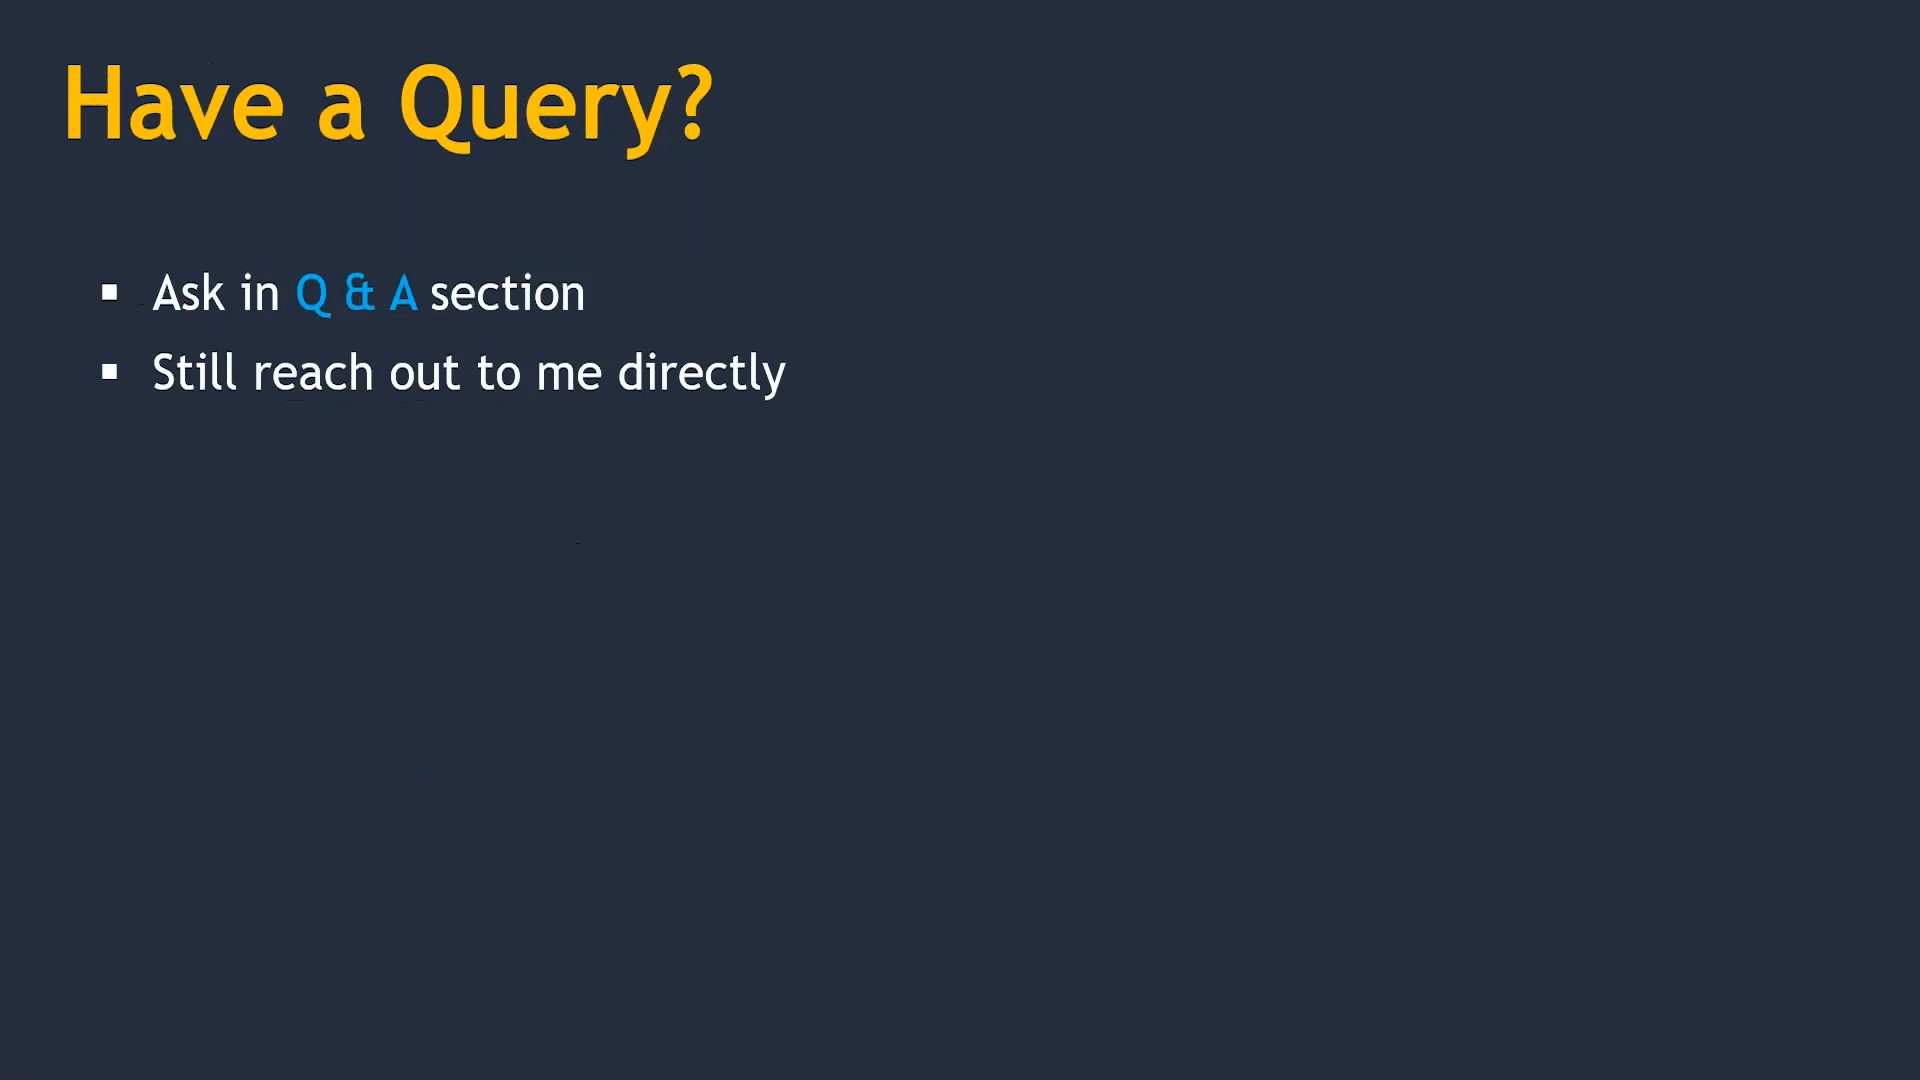 Have a Query?
Ask in Q & A section
Still reach out to me directly